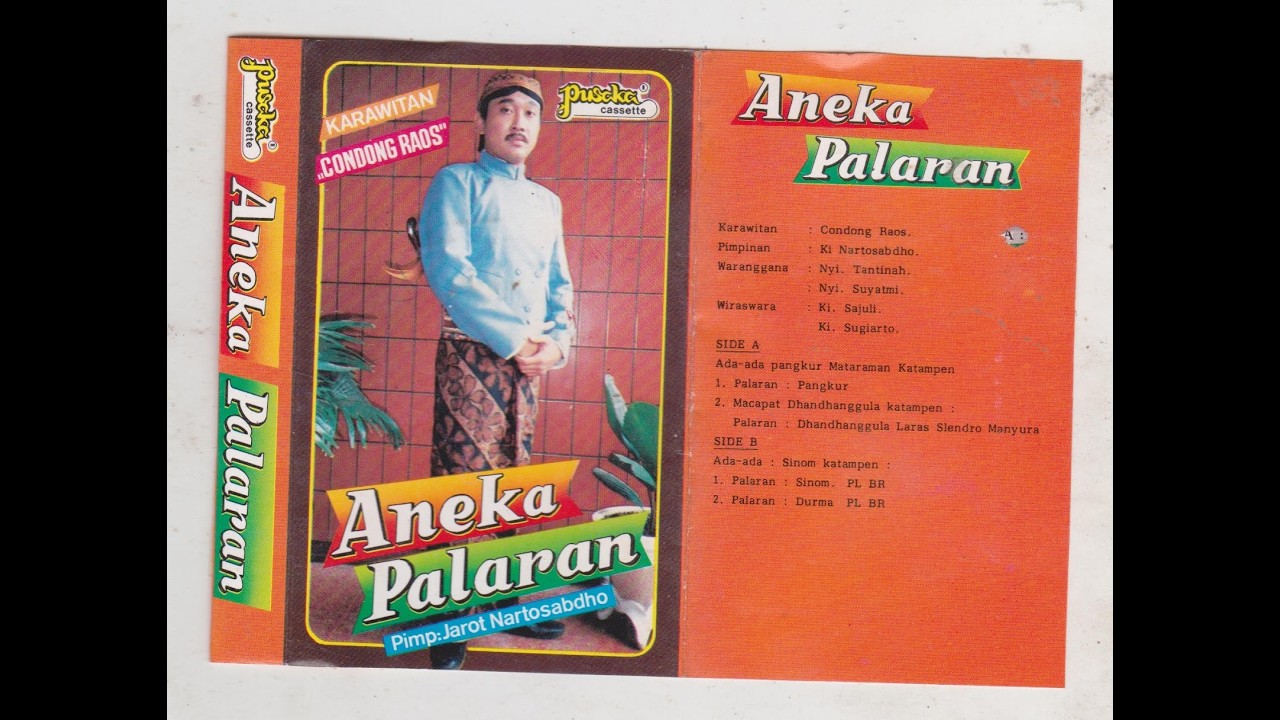 Pusaka
cassette
Aneka Palaran
KARAWITAN
„CONDONG RAOS"
Pusaka
cassette
Aneka
Palaran
Pimp:Jarot Nartosabdho
Aneka
Palaran
Karawitan : Condong Raos.
Pimpinan : Ki Nartosabdho.
Waranggana : Nyi. Tantinah.
: Nyi. Suyatmi.
Wiraswara : Ki. Sajuli.
Ki. Sugiarto.
A :
SIDE A
Ada-ada pangkur Mataraman Katampen
1. Palaran : Pangkur
2. Macapat Dhandhanggula katampen :
Palaran : Dhandhanggula Laras Slendro Manyura
SIDE B
Ada-ada : Sinom katampen :
1. Palaran : Sinom. PL BR
2. Palaran : Durma PL BR